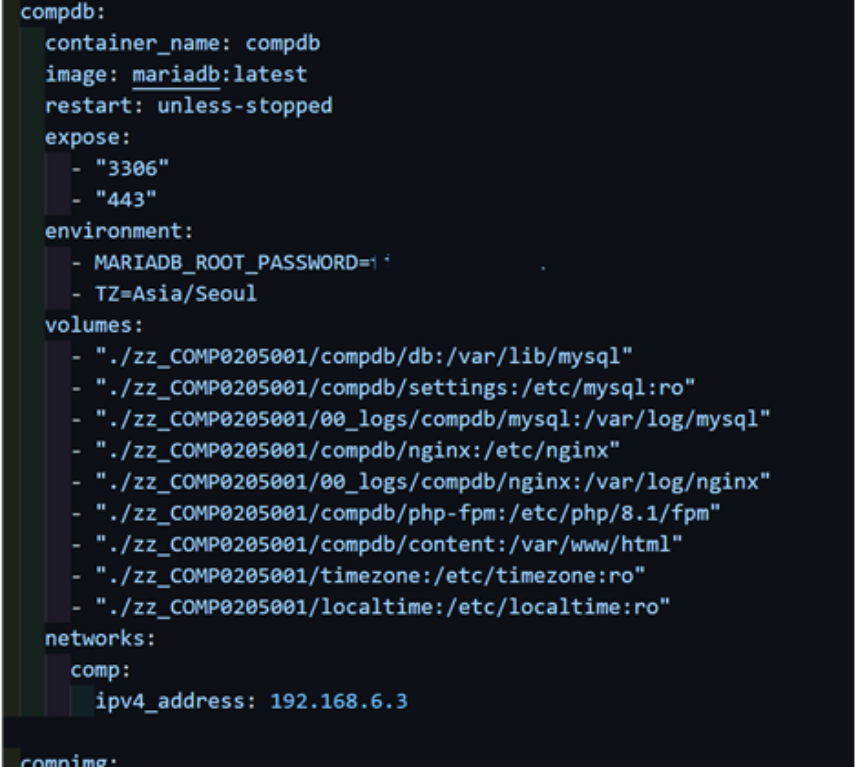 compdb:
  container_name: compdb
  image: mariadb:latest
  restart: unless-stopped
  expose:
    - "3306"
    - "443"
  environment:
    - MARIADB_ROOT_PASSWORD=
    - TZ=Asia/Seoul
  volumes:
    - "./zz_COMP0205001/compdb/db:/var/lib/mysql"
    - "./zz_COMP0205001/compdb/settings:/etc/mysql:ro"
    - "./zz_COMP0205001/00_logs/compdb/mysql:/var/log/mysql"
    - "./zz_COMP0205001/compdb/nginx:/etc/nginx"
    - "./zz_COMP0205001/00_logs/compdb/nginx:/var/log/nginx"
    - "./zz_COMP0205001/compdb/php-fpm:/etc/php/8.1/fpm"
    - "./zz_COMP0205001/compdb/content:/var/www/html"
    - "./zz_COMP0205001/timezone:/etc/timezone:ro"
    - "./zz_COMP0205001/localtime:/etc/localtime:ro"
  networks:
    comp:
      ipv4_address: 192.168.6.3
compimg: